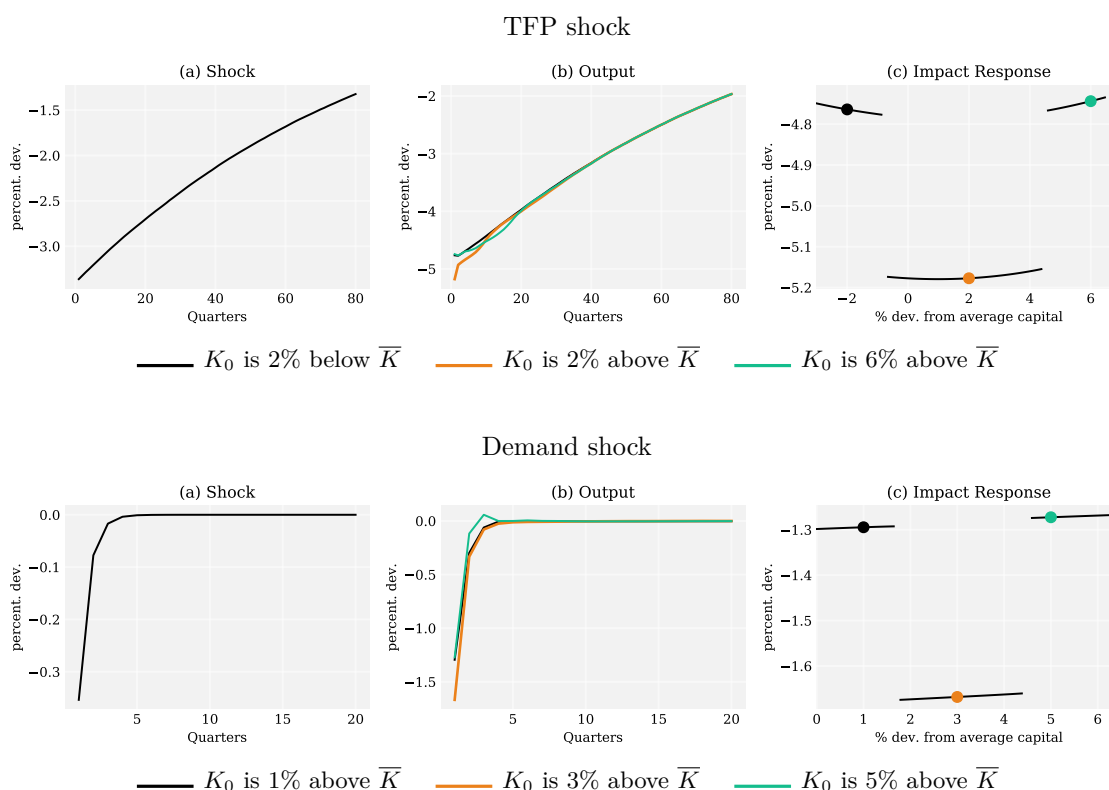 TFP shock
(a) Shock
(b) Output
(c) Impact Response
percent. dev.
−1.5
−2.0
−2.5
−3.0
0 20 40 60 80
Quarters
percent. dev.
−2
−3
−4
−5
0 20 40 60 80
Quarters
percent. dev.
−4.8
−4.9
−5.0
−5.1
−5.2
−2 0 2 4 6
% dev. from average capital
K₀ is 2% below K̅
K₀ is 2% above K̅
K₀ is 6% above K̅
Demand shock
(a) Shock
(b) Output
(c) Impact Response
percent. dev.
0.0
−0.1
−0.2
−0.3
5 10 15 20
Quarters
percent. dev.
0.0
−0.5
−1.0
−1.5
5 10 15 20
Quarters
percent. dev.
−1.3
−1.4
−1.5
−1.6
0 1 2 3 4 5 6
% dev. from average capital
K₀ is 1% above K̅
K₀ is 3% above K̅
K₀ is 5% above K̅